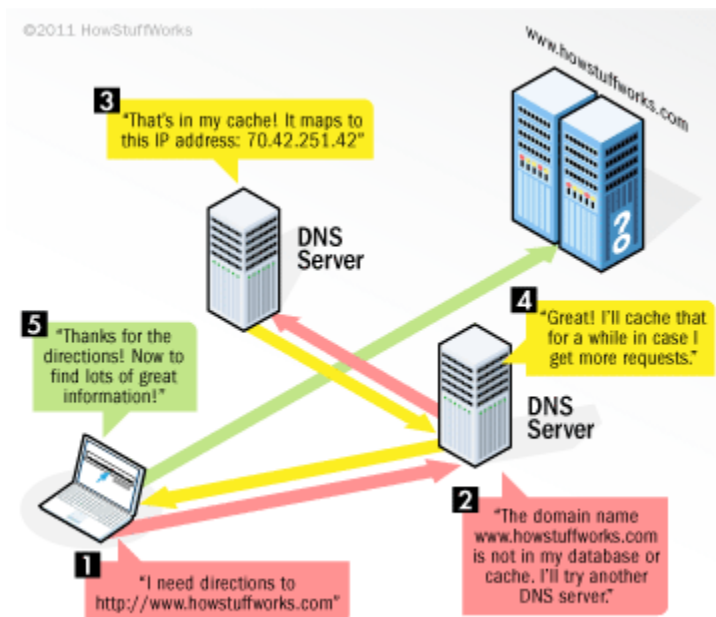 ©2011 HowStuffWorks
www.howstuffworks.com
3
"That's in my cache! It maps to
this IP address: 70.42.251.42"
DNS
Server
4
"Great! I'll cache that
for a while in case I
get more requests."
5
"Thanks for the
directions! Now to
find lots of great
information!"
DNS
Server
2
"The domain name
www.howstuffworks.com
is not in my database or
cache. I'll try another
DNS server."
1
"I need directions to
http://www.howstuffworks.com"
?